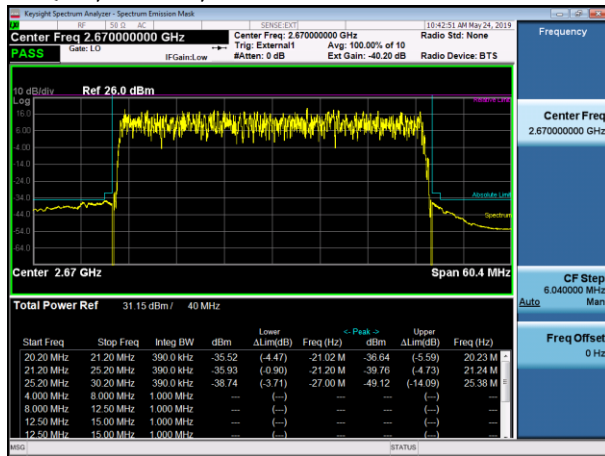 Keysight Spectrum Analyzer - Spectrum Emission Mask
RF 50 Ω AC SENSE:EXT 10:42:51 AM May 24, 2019
Center Freq 2.670000000 GHz Center Freq: 2.670000000 GHz Radio Std: None
Gate: LO Trig: External1 Avg: 100.00% of 10
PASS IFGain:Low #Atten: 0 dB Ext Gain: -40.20 dB Radio Device: BTS
Frequency
10 dB/div Ref 26.0 dBm
Log
Relative Limit
16.0
6.00
-4.00
-14.0
-24.0
-34.0
Absolute Limit
-44.0
Spectrum
-54.0
-64.0
Center 2.67 GHz Span 60.4 MHz
Center Freq
2.670000000 GHz
CF Step
6.040000 MHz
Auto Man
Freq Offset
0 Hz
Total Power Ref 31.15 dBm / 40 MHz
Lower <- Peak -> Upper
Start Freq Stop Freq Integ BW dBm ΔLim(dB) Freq (Hz) dBm ΔLim(dB) Freq (Hz)
20.20 MHz 21.20 MHz 390.0 kHz -35.52 (-4.47) -21.02 M -36.64 (-5.59) 20.23 M
21.20 MHz 25.20 MHz 390.0 kHz -35.93 (-0.90) -21.20 M -39.76 (-4.73) 21.24 M
25.20 MHz 30.20 MHz 390.0 kHz -38.74 (-3.71) -27.00 M -49.12 (-14.09) 25.38 M
4.000 MHz 8.000 MHz 1.000 MHz --- (---) --- (---)
8.000 MHz 12.50 MHz 1.000 MHz --- (---) --- (---)
12.50 MHz 15.00 MHz 1.000 MHz --- (---) --- (---)
12.50 MHz 15.00 MHz 1.000 MHz --- (---) --- (---)
MSG STATUS